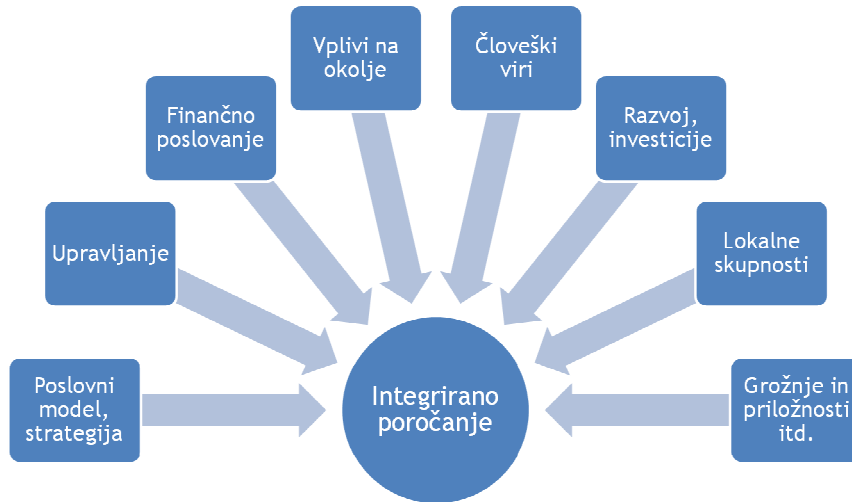 Vplivi na
okolje
Človeški
viri
Finančno
poslovanje
Razvoj,
investicije
Upravljanje
Lokalne
skupnosti
Poslovni
model,
strategija
Integrirano
poročanje
Grožnje in
priložnosti
itd.